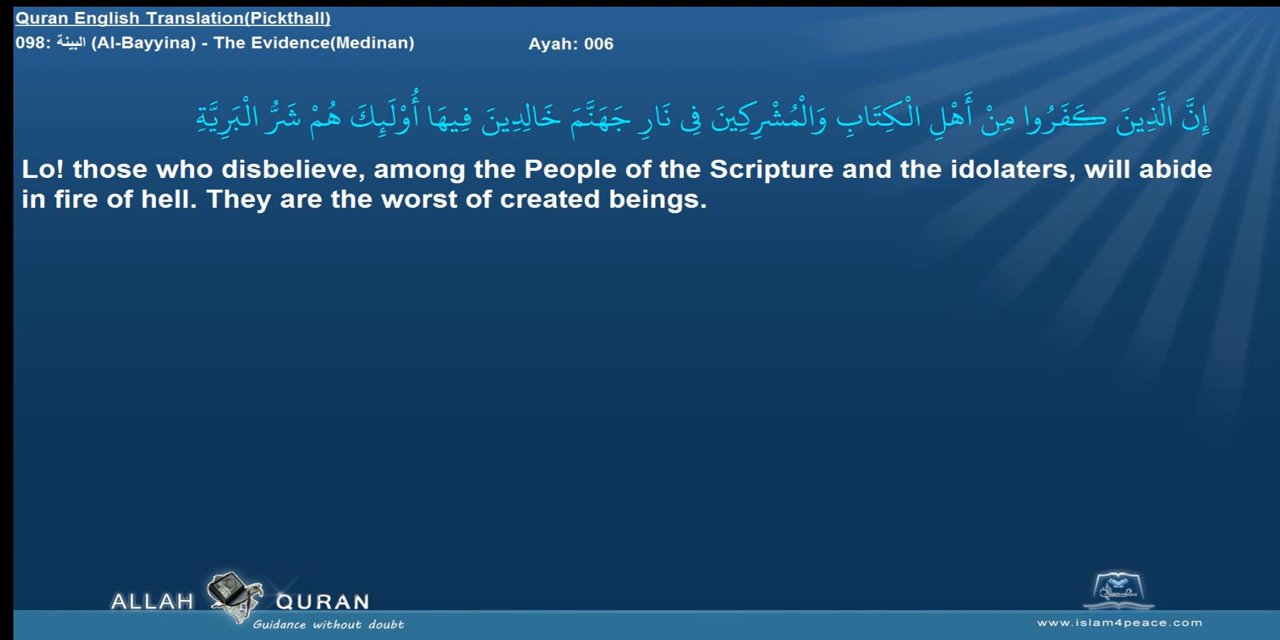 Quran English Translation(Pickthall)
098: البينة (Al-Bayyina) - The Evidence(Medinan)
Ayah: 006
إِنَّ الَّذِينَ كَفَرُوا مِنْ أَهْلِ الْكِتَابِ وَالْمُشْرِكِينَ فِى نَارِ جَهَنَّمَ خَالِدِينَ فِيهَا أُوْلَئِكَ هُمْ شَرُّ الْبَرِيَّةِ
Lo! those who disbelieve, among the People of the Scripture and the idolaters, will abide
in fire of hell. They are the worst of created beings.
ALLAH QURAN
Guidance without doubt
www.islam4peace.com